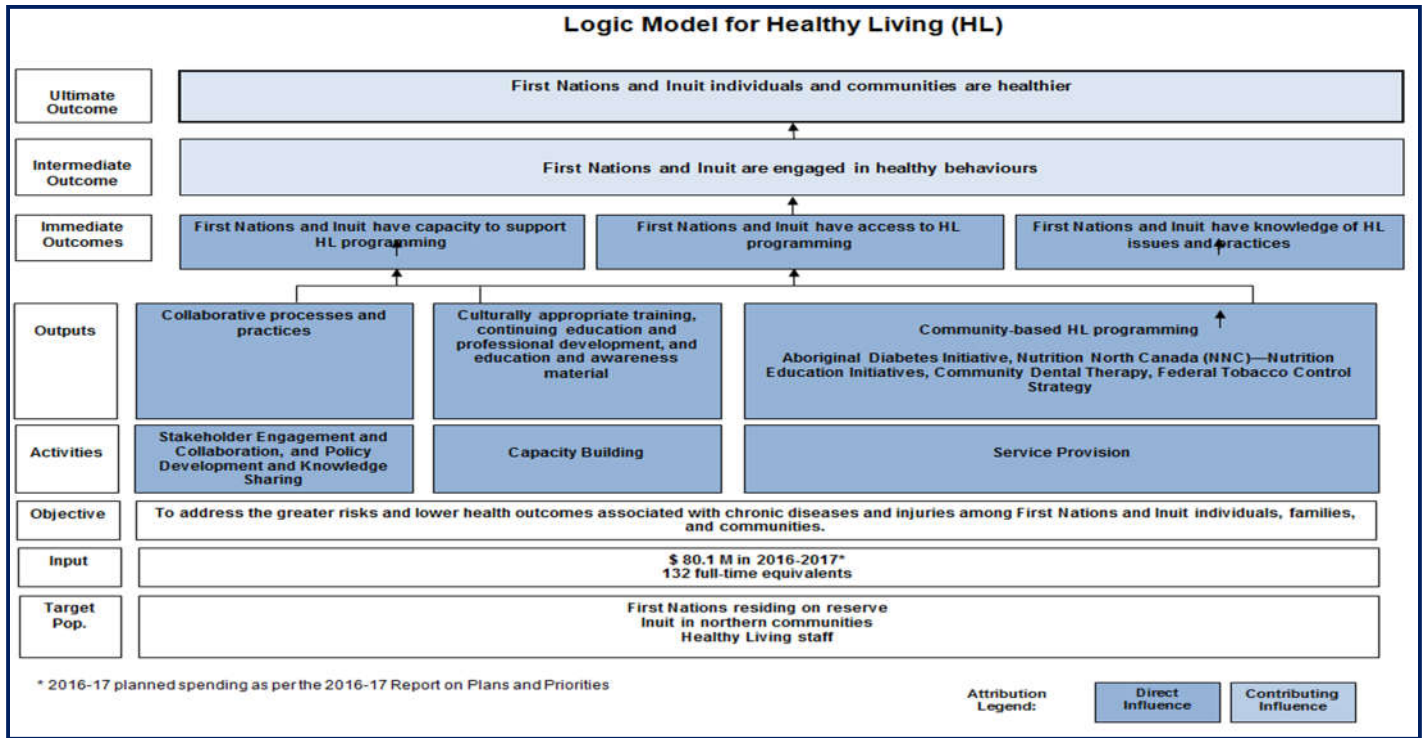 Logic Model for Healthy Living (HL)
Ultimate
Outcome
First Nations and Inuit individuals and communities are healthier
Intermediate
Outcome
First Nations and Inuit are engaged in healthy behaviours
Immediate
Outcomes
First Nations and Inuit have capacity to support
HL programming
First Nations and Inuit have access to HL
programming
First Nations and Inuit have knowledge of HL
issues and practices
Outputs
Collaborative processes and
practices
Culturally appropriate training,
continuing education and
professional development, and
education and awareness
material
Community-based HL programming
Aboriginal Diabetes Initiative, Nutrition North Canada (NNC)—Nutrition
Education Initiatives, Community Dental Therapy, Federal Tobacco Control
Strategy
Activities
Stakeholder Engagement and
Collaboration, and Policy
Development and Knowledge
Sharing
Capacity Building
Service Provision
Objective
To address the greater risks and lower health outcomes associated with chronic diseases and injuries among First Nations and Inuit individuals, families,
and communities.
Input
$ 80.1 M in 2016-2017*
132 full-time equivalents
Target
Pop.
First Nations residing on reserve
Inuit in northern communities
Healthy Living staff
* 2016-17 planned spending as per the 2016-17 Report on Plans and Priorities
Attribution
Legend:
Direct
Influence
Contributing
Influence